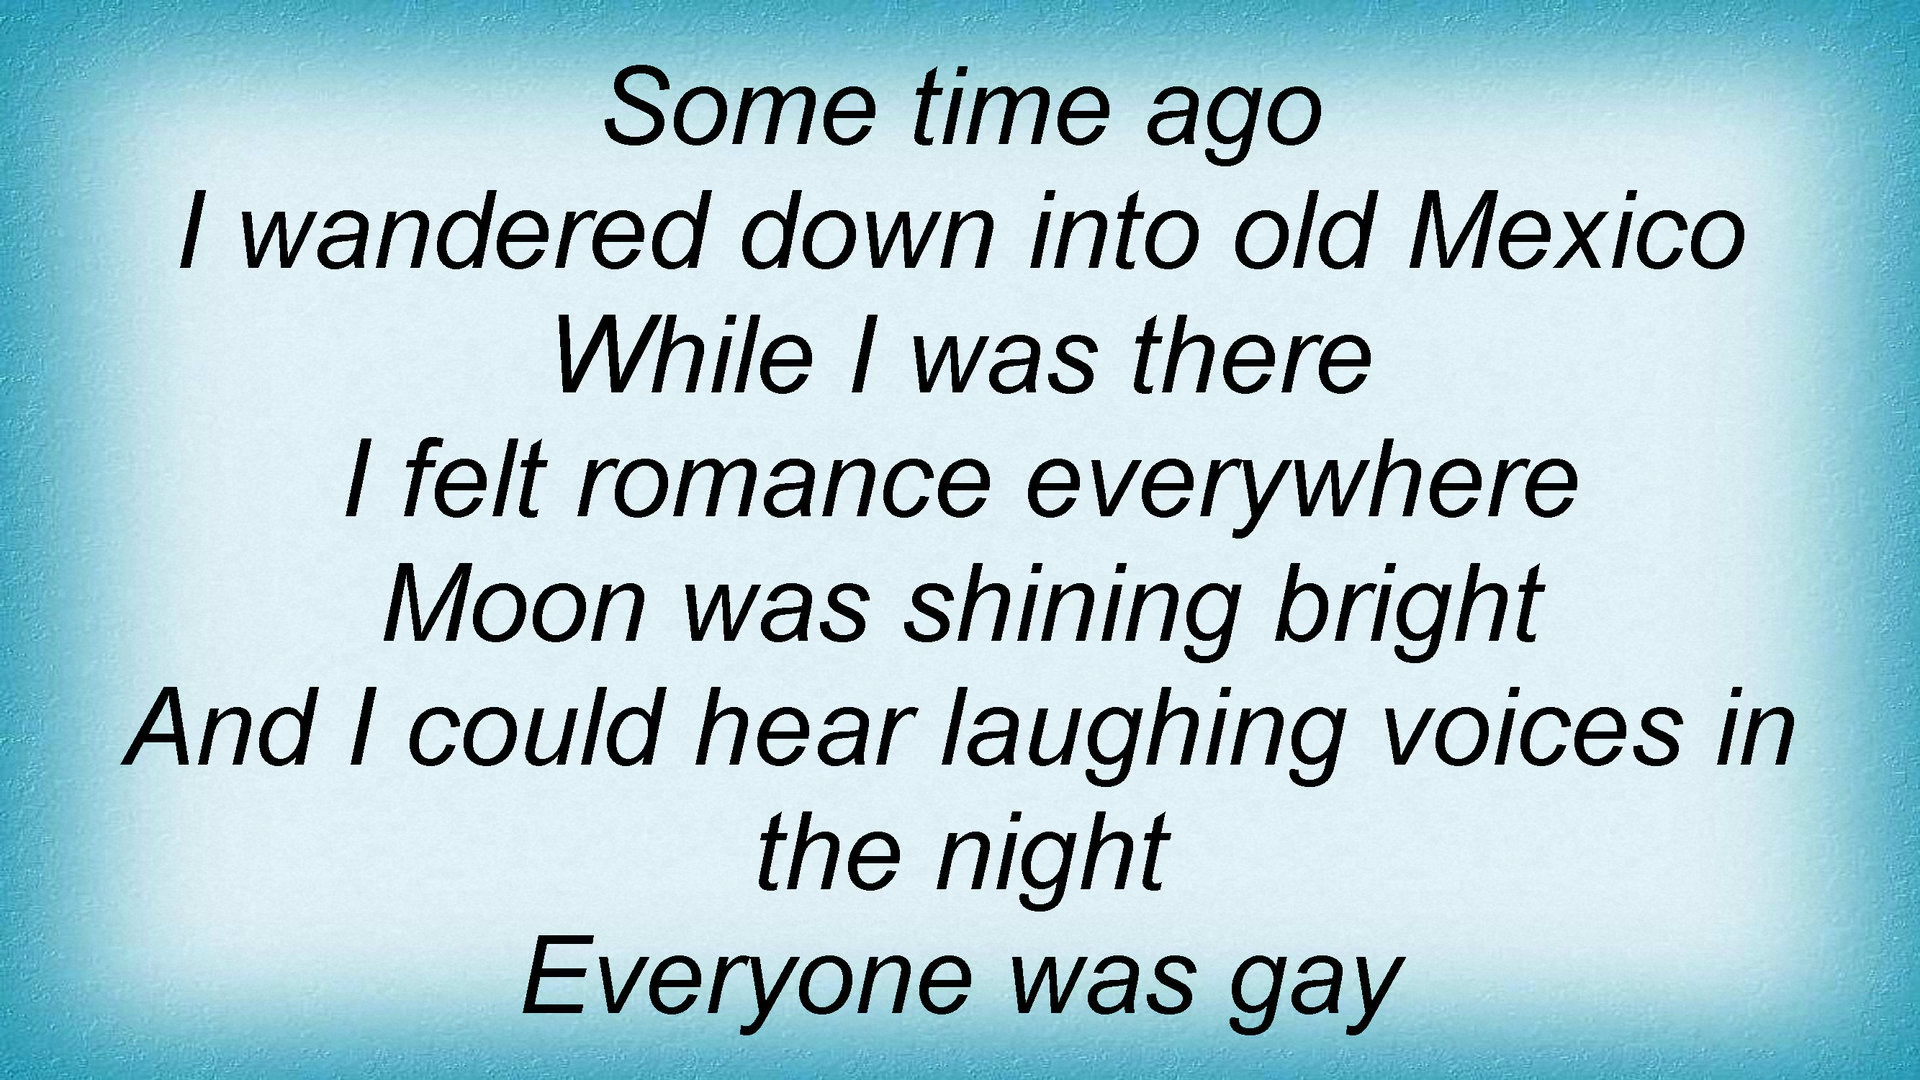 Some time ago
I wandered down into old Mexico
While I was there
I felt romance everywhere
Moon was shining bright
And I could hear laughing voices in
the night
Everyone was gay